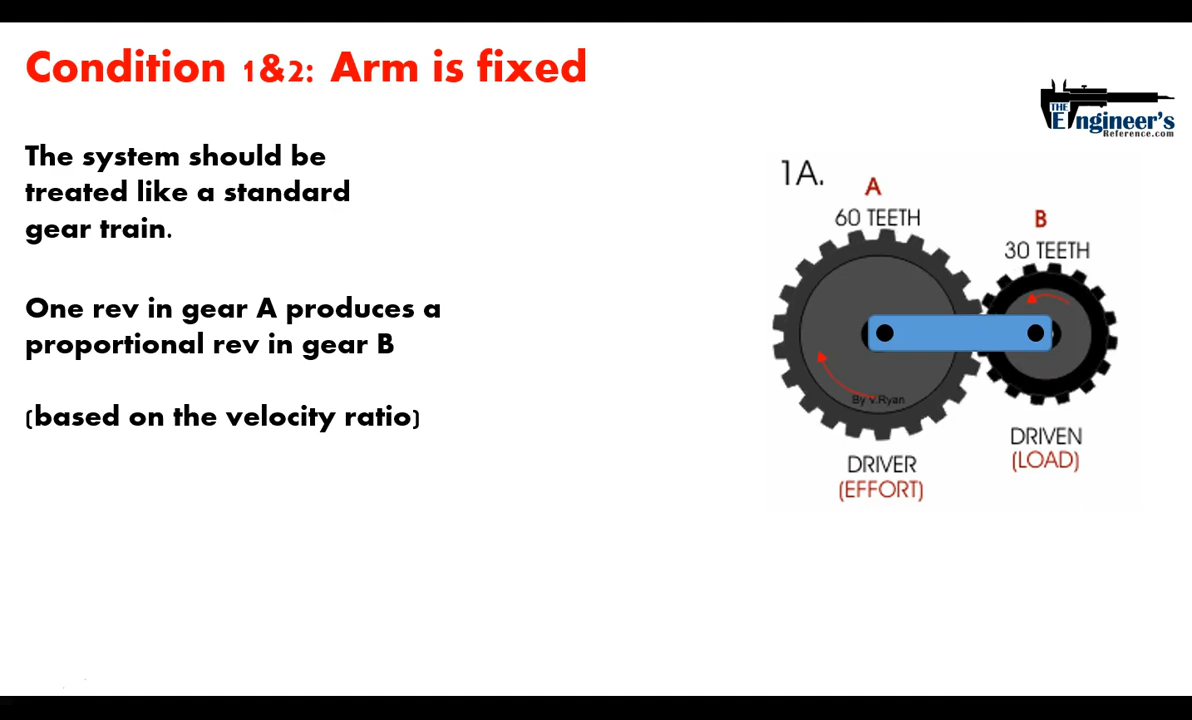 Condition 1&2: Arm is fixed
THE
Engineer's
Reference.com
The system should be
treated like a standard
gear train.
One rev in gear A produces a
proportional rev in gear B
(based on the velocity ratio)
1A.
A
60 TEETH
B
30 TEETH
By V.Ryan
DRIVER
(EFFORT)
DRIVEN
(LOAD)